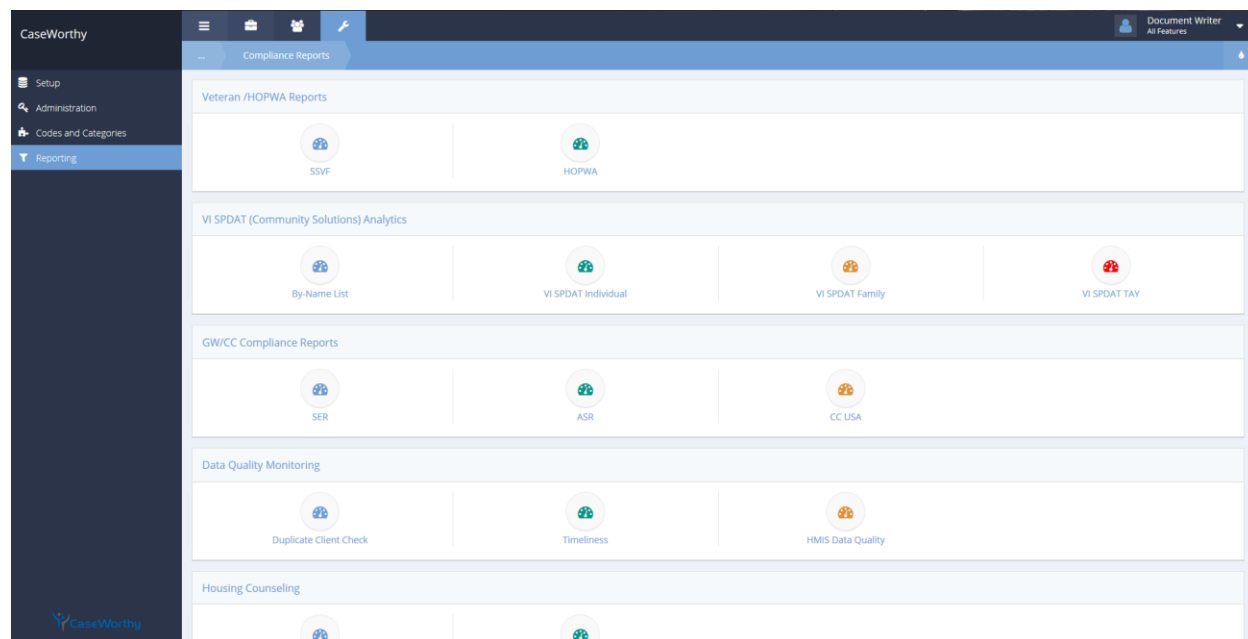 CaseWorthy
Document Writer
All Features
... Compliance Reports
Setup
Administration
Codes and Categories
Reporting
Veteran /HOPWA Reports
SSVF HOPWA
VI SPDAT (Community Solutions) Analytics
By-Name List VI SPDAT Individual VI SPDAT Family VI SPDAT TAY
GW/CC Compliance Reports
SER ASR CC USA
Data Quality Monitoring
Duplicate Client Check Timeliness HMIS Data Quality
Housing Counseling
CaseWorthy